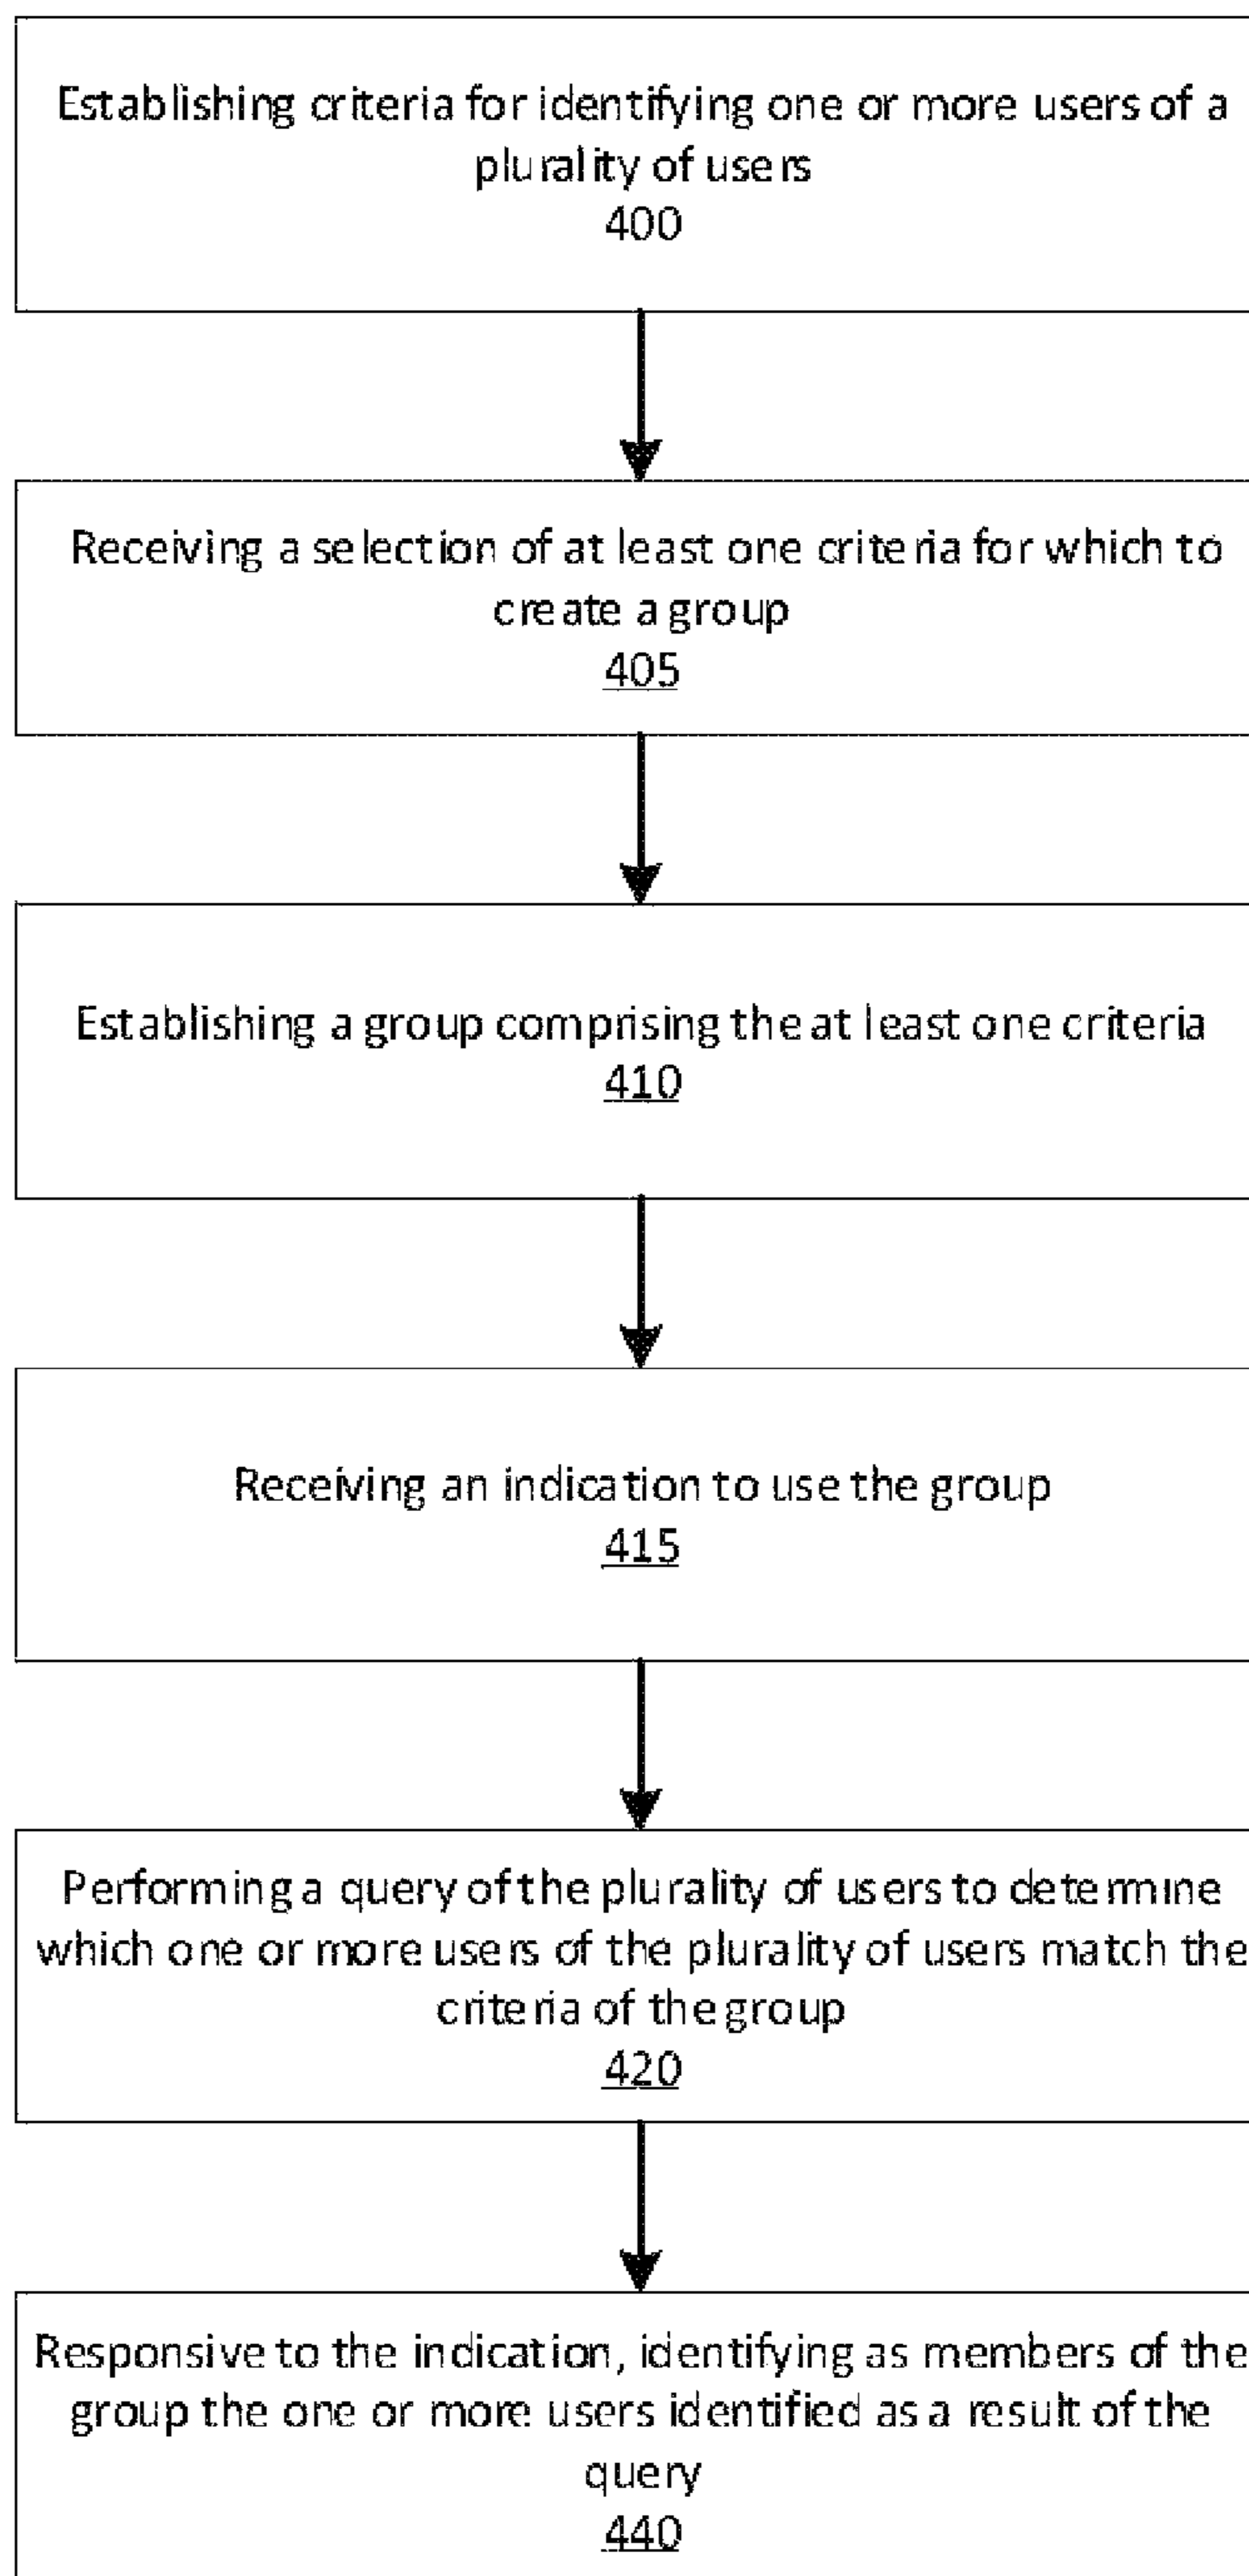 Establishing criteria for identifying one or more users of a
plurality of users
400
Receiving a selection of at least one criteria for which to
create a group
405
Establishing a group comprising the at least one criteria
410
Receiving an indication to use the group
415
Performing a query of the plurality of users to determine
which one or more users of the plurality of users match the
criteria of the group
420
Responsive to the indication, identifying as members of the
group the one or more users identified as a result of the
query
440